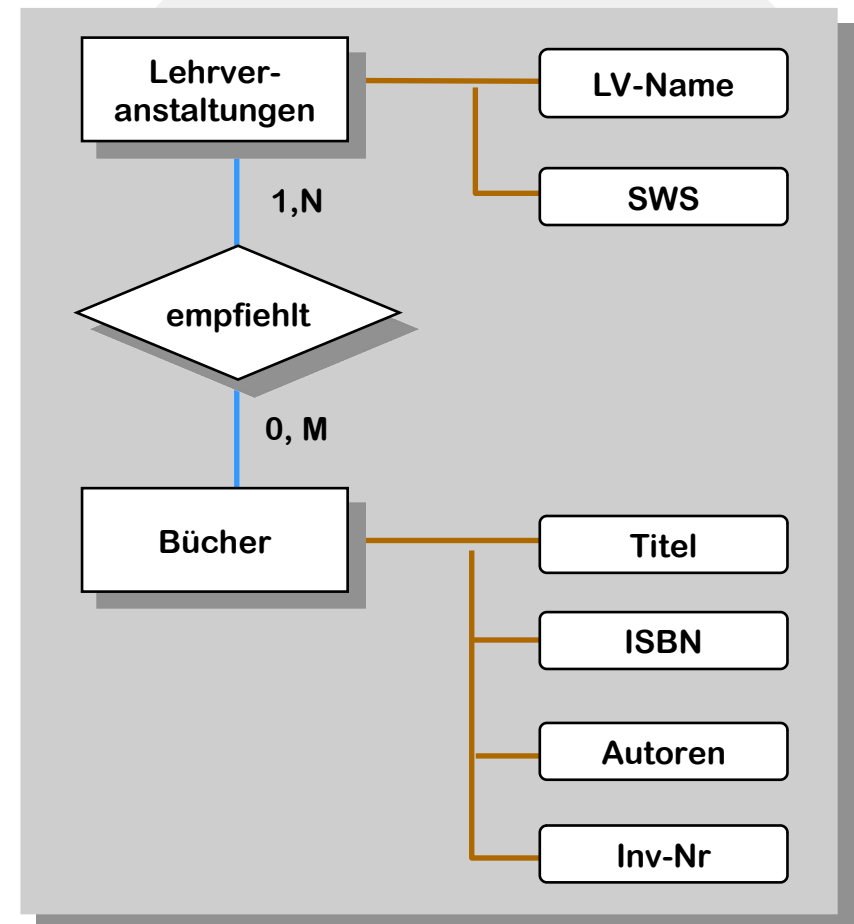 Lehrver-
anstaltungen
LV-Name
SWS
1,N
empfiehlt
0, M
Bücher
Titel
ISBN
Autoren
Inv-Nr